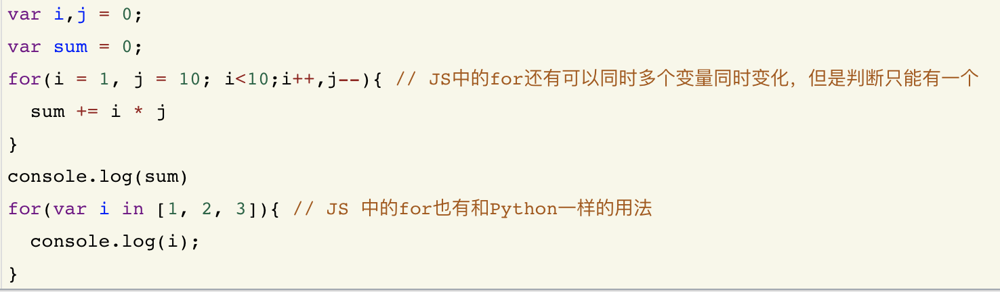 var i,j = 0;
var sum = 0;
for(i = 1, j = 10; i<10;i++,j--){ // JS中的for还有可以同时多个变量同时变化，但是判断只能有一个
  sum += i * j
}
console.log(sum)
for(var i in [1, 2, 3]){ // JS 中的for也有和Python一样的用法
  console.log(i);
}